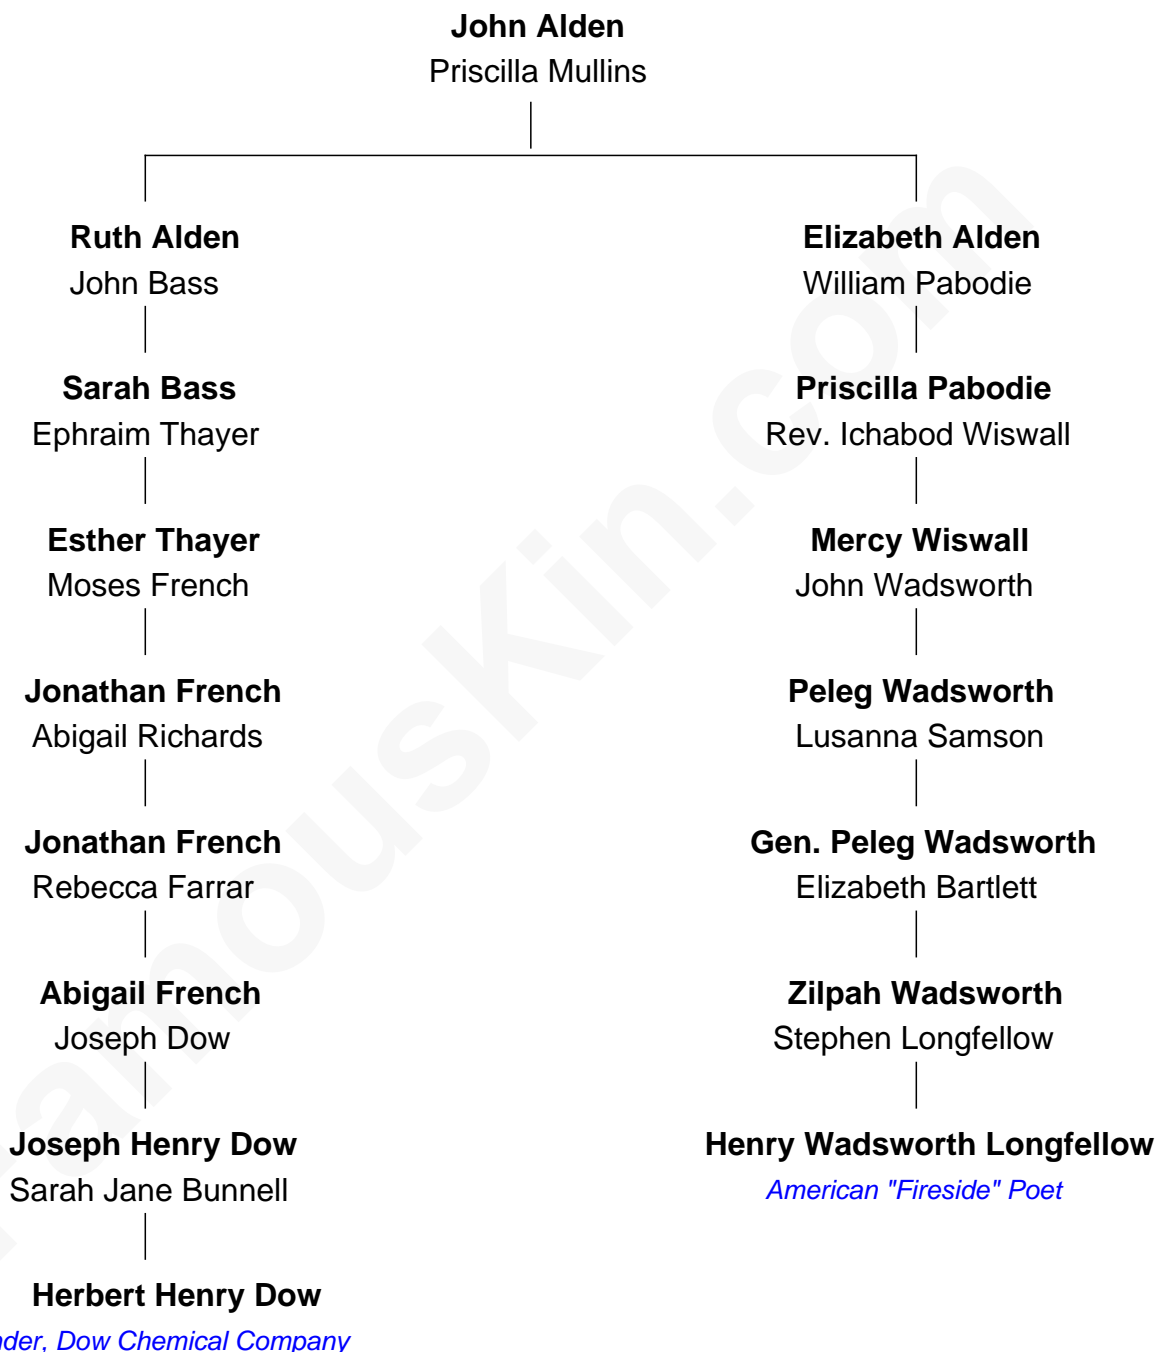 John Alden
Priscilla Mullins
Ruth Alden
John Bass
Elizabeth Alden
William Pabodie
Sarah Bass
Ephraim Thayer
Priscilla Pabodie
Rev. Ichabod Wiswall
Esther Thayer
Moses French
Mercy Wiswall
John Wadsworth
Jonathan French
Abigail Richards
Peleg Wadsworth
Lusanna Samson
Jonathan French
Rebecca Farrar
Gen. Peleg Wadsworth
Elizabeth Bartlett
Abigail French
Joseph Dow
Zilpah Wadsworth
Stephen Longfellow
Joseph Henry Dow
Sarah Jane Bunnell
Henry Wadsworth Longfellow
American "Fireside" Poet
Herbert Henry Dow
nder, Dow Chemical Company
FamousKin.com